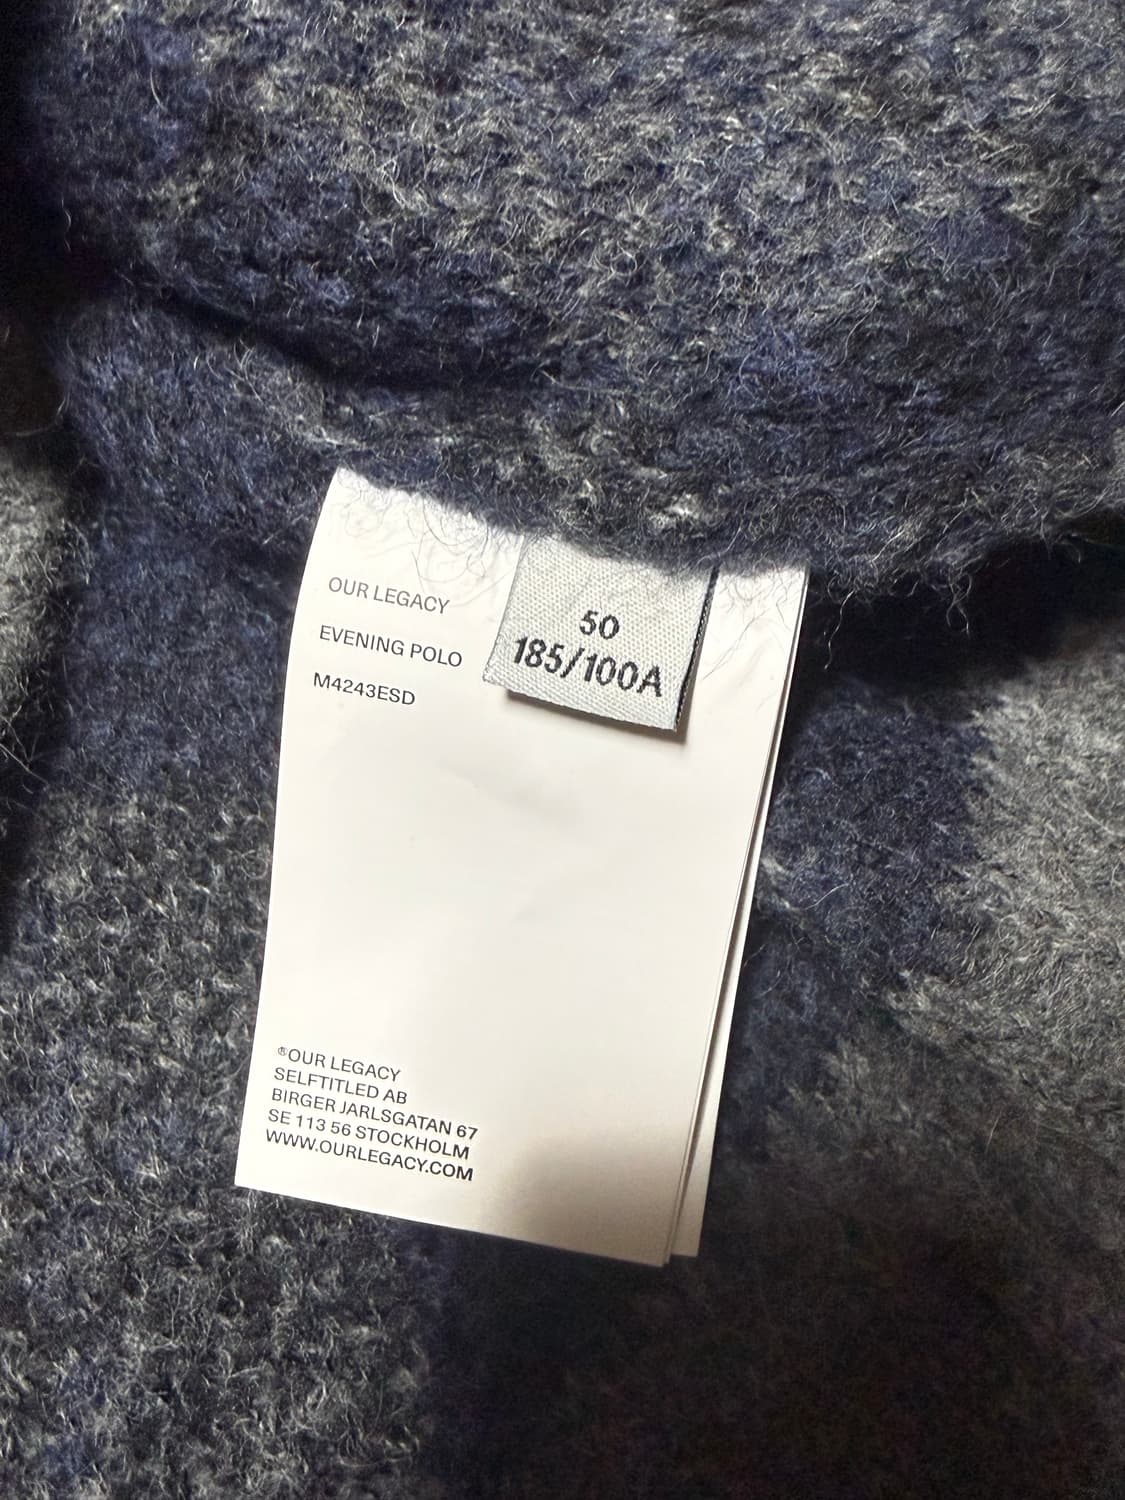 OUR LEGACY
EVENING POLO
M4243ESD
50
185/100A
®OUR LEGACY
SELFTITLED AB
BIRGER JARLSGATAN 67
SE 113 56 STOCKHOLM
WWW.OURLEGACY.COM